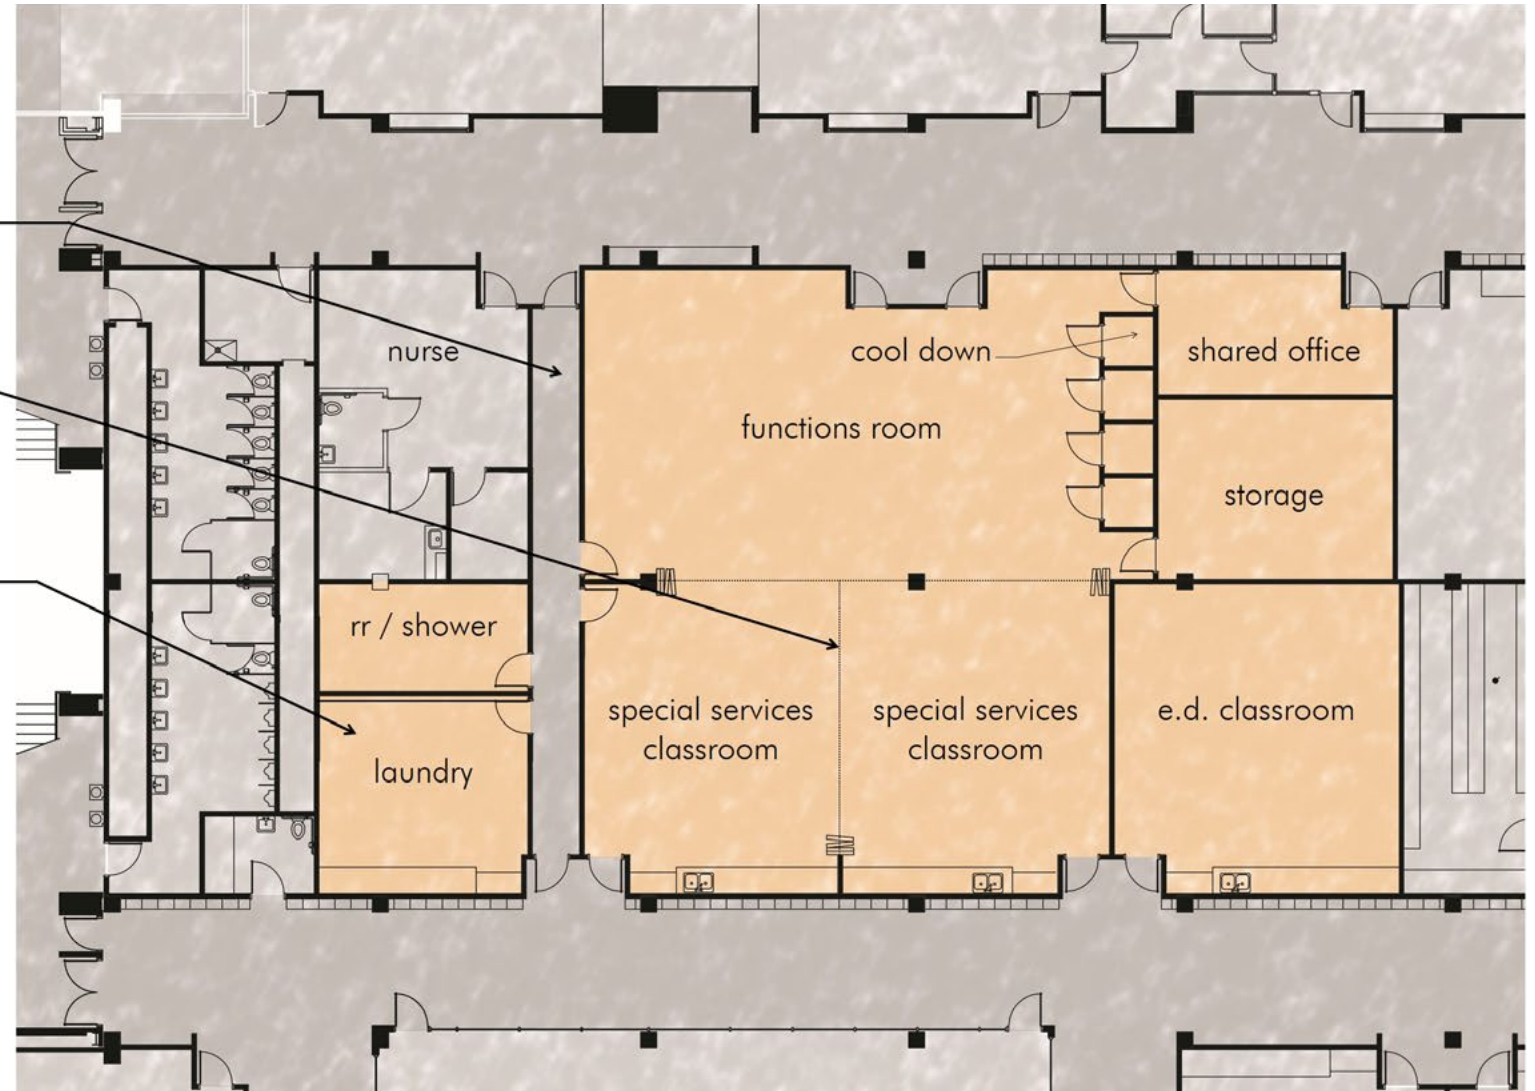 nurse
cool down
shared office
functions room
storage
rr / shower
special services
classroom
special services
classroom
e.d. classroom
laundry